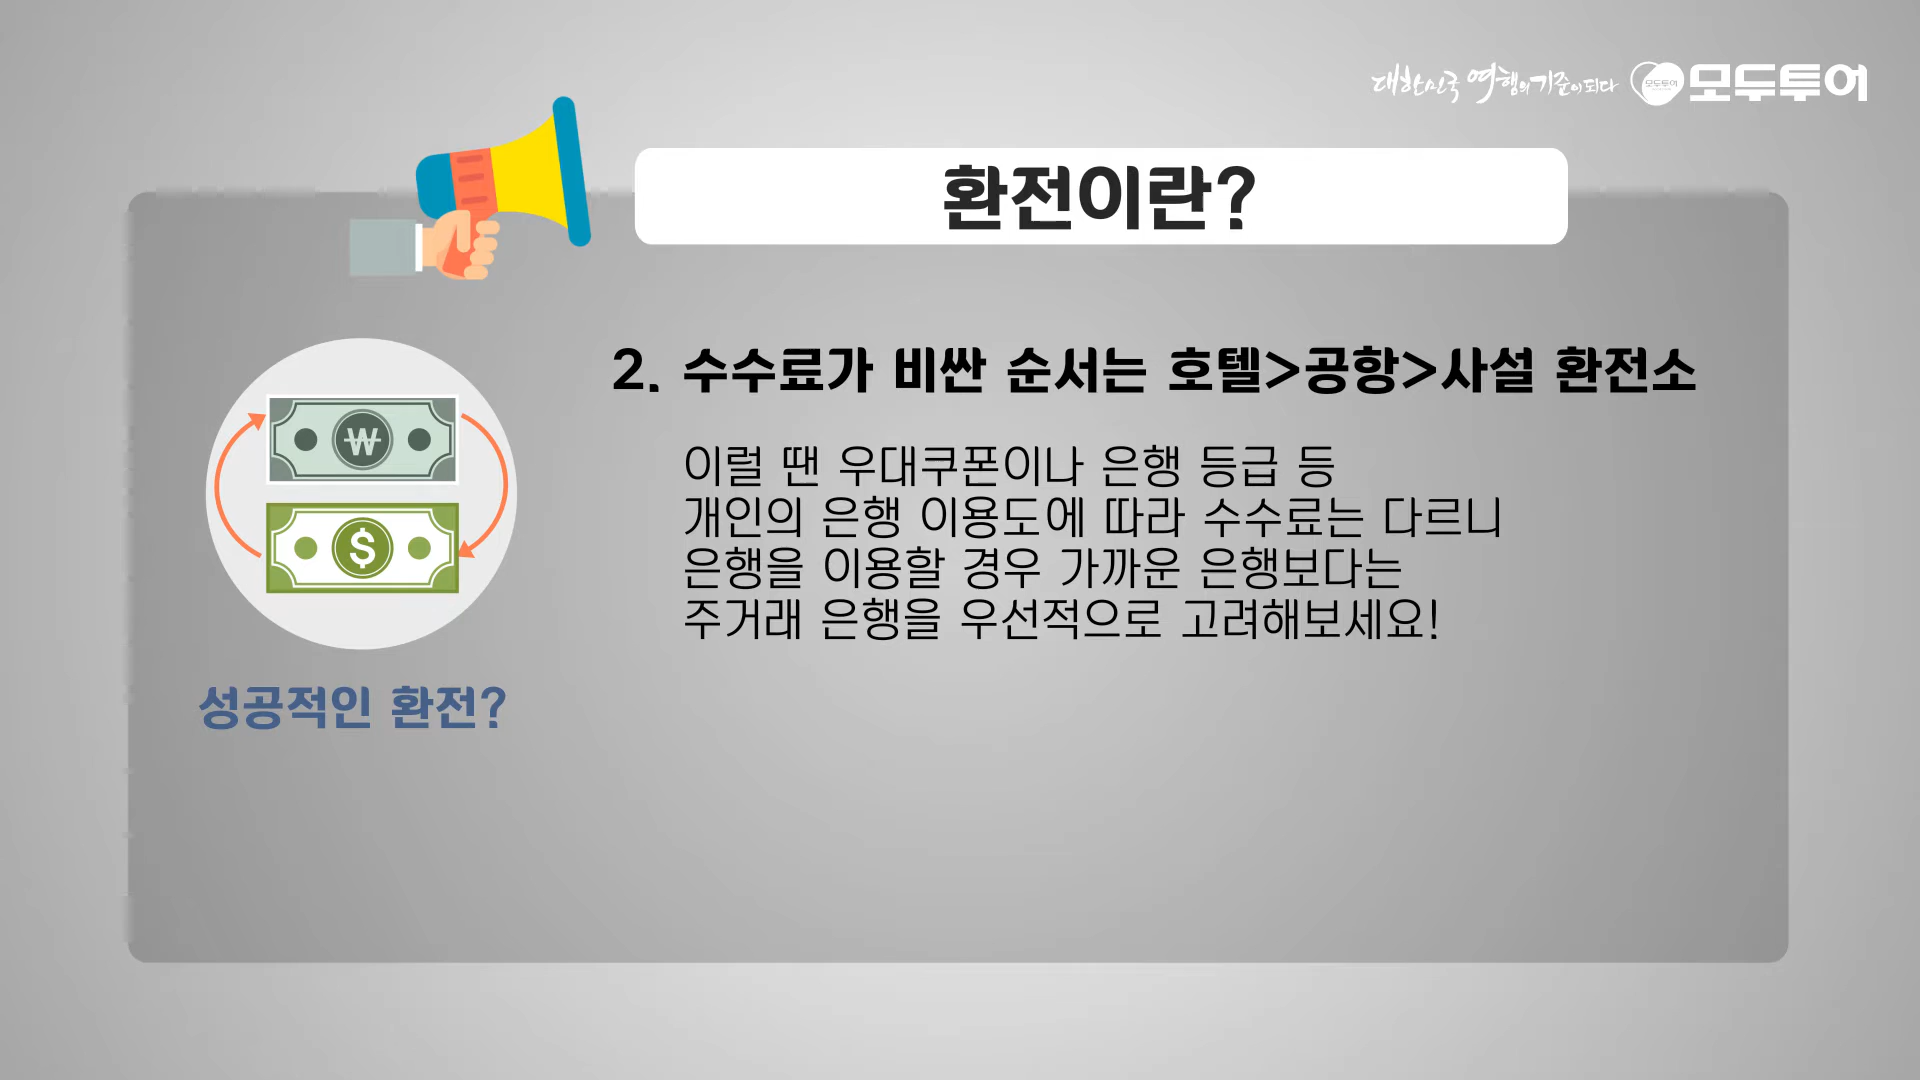 대한민국 여행의 기준이 되다 모두투어 모두투어
환전이란?
2. 수수료가 비싼 순서는 호텔>공항>사설 환전소
이럴 땐 우대쿠폰이나 은행 등급 등
개인의 은행 이용도에 따라 수수료는 다르니
은행을 이용할 경우 가까운 은행보다는
주거래 은행을 우선적으로 고려해보세요!
₩
$
성공적인 환전?